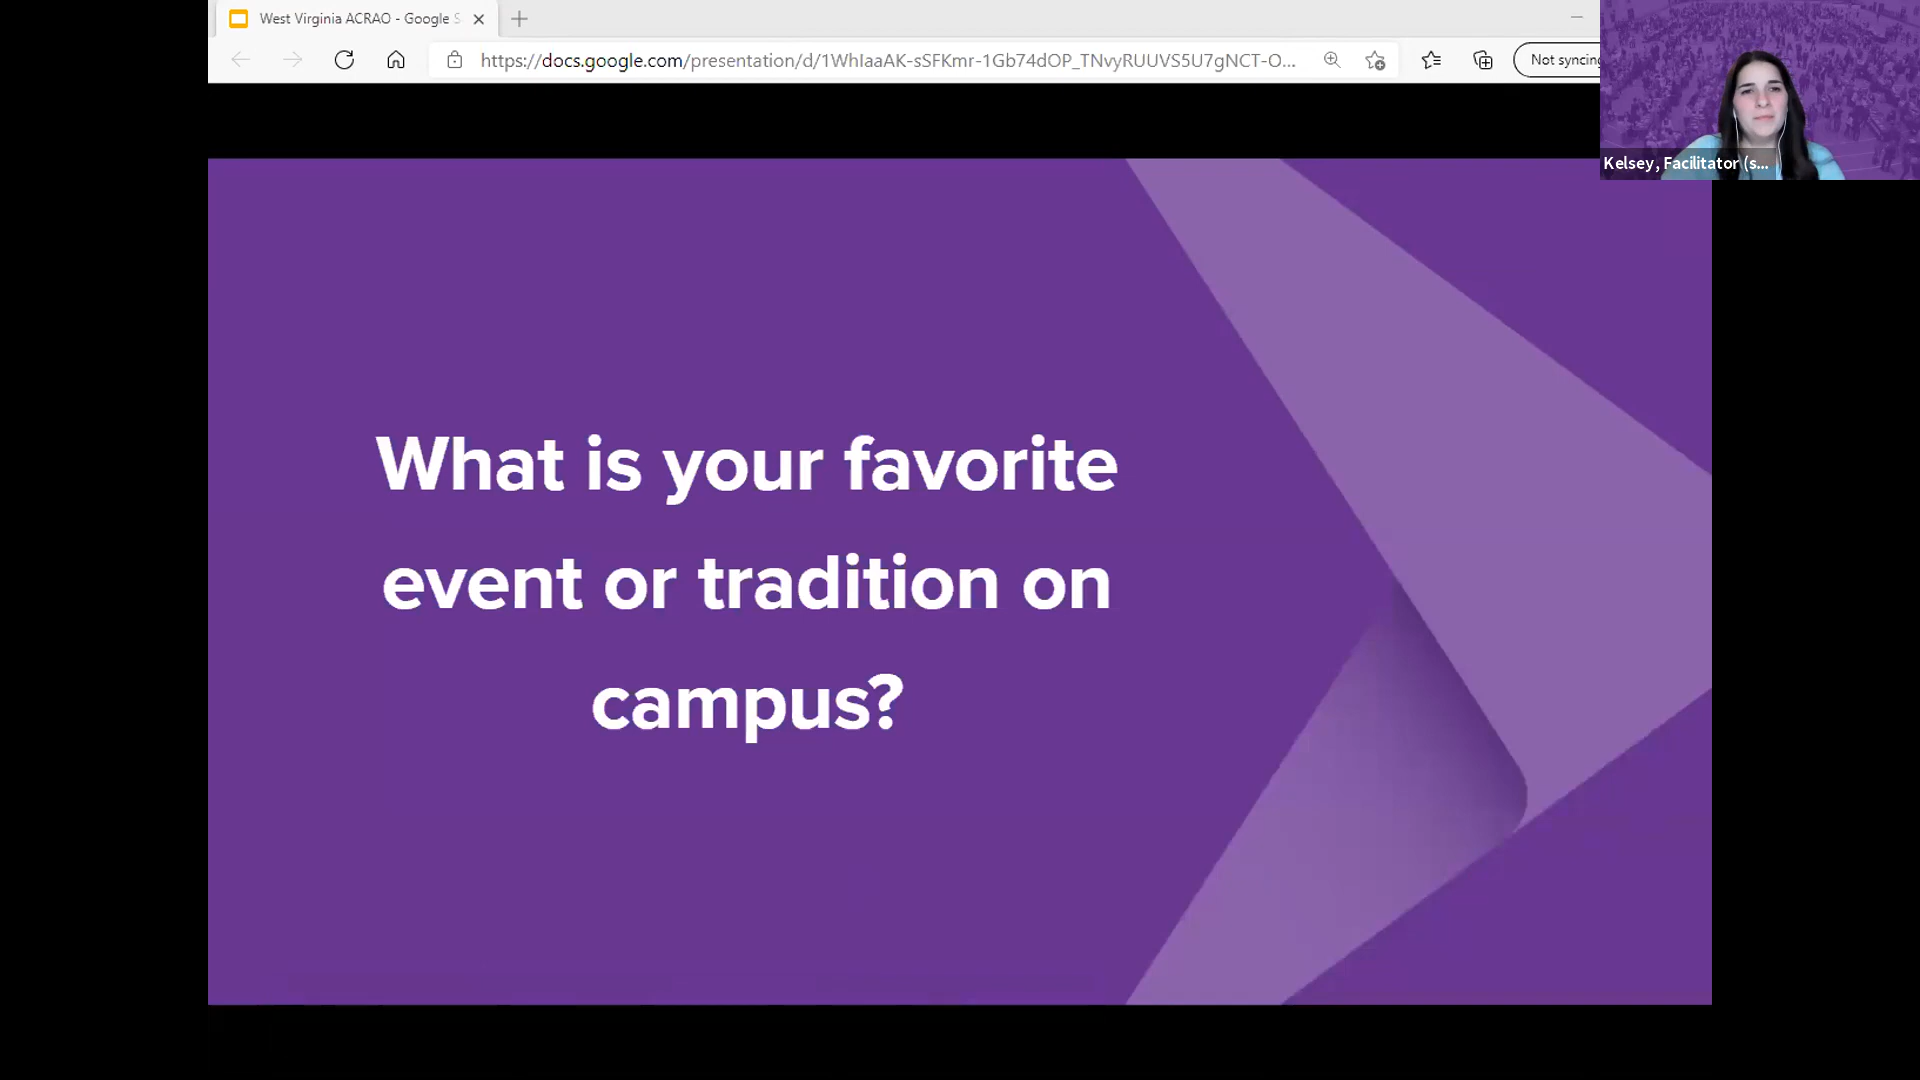 West Virginia ACRAO - Google S
https://docs.google.com/presentation/d/1WhIaaAK-sSFKmr-1Gb74dOP_TNvyRUUVS5U7gNCT-O...
Not syncing
Kelsey, Facilitator (s...
What is your favorite
event or tradition on
campus?